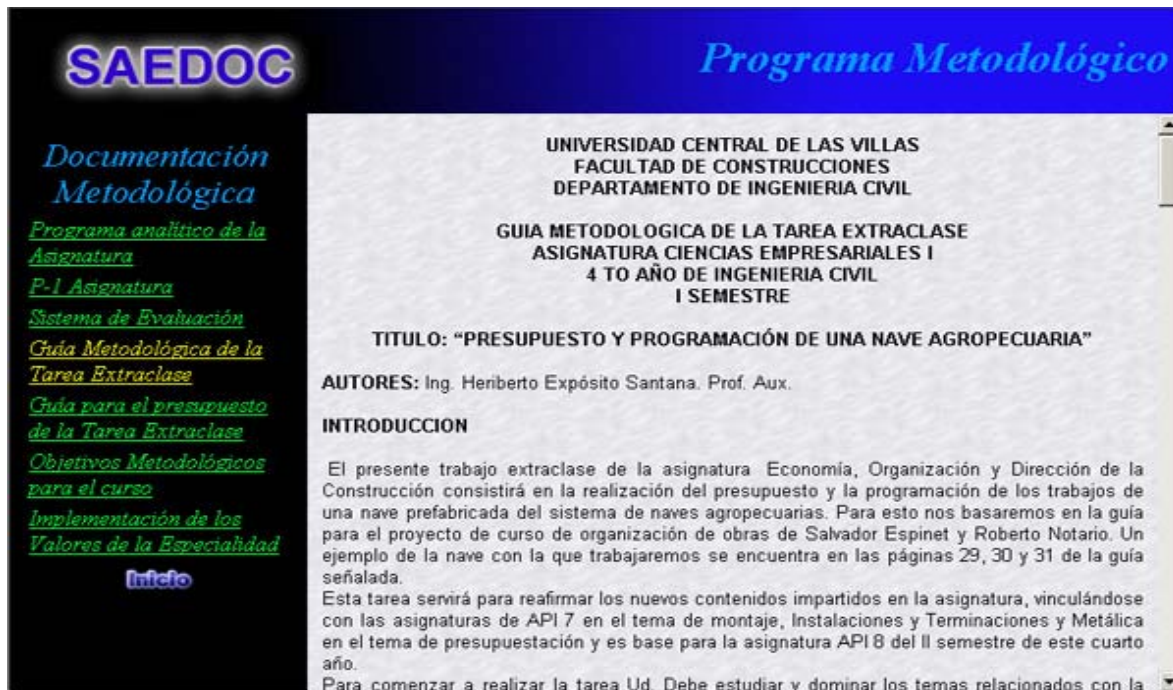 SAEDOC
Programa Metodológico
Documentación
Metodológica
Programa analítico de la
Asignatura
P-1 Asignatura
Sistema de Evaluación
Guía Metodológica de la
Tarea Extraclase
Guía para el presupuesto
de la Tarea Extraclase
Objetivos Metodológicos
para el curso
Implementación de los
Valores de la Especialidad
Inicio
UNIVERSIDAD CENTRAL DE LAS VILLAS
FACULTAD DE CONSTRUCCIONES
DEPARTAMENTO DE INGENIERIA CIVIL
GUIA METODOLOGICA DE LA TAREA EXTRACLASE
ASIGNATURA CIENCIAS EMPRESARIALES I
4 TO AÑO DE INGENIERIA CIVIL
I SEMESTRE
TITULO: “PRESUPUESTO Y PROGRAMACIÓN DE UNA NAVE AGROPECUARIA”
AUTORES: Ing. Heriberto Expósito Santana. Prof. Aux.
INTRODUCCION
El presente trabajo extraclase de la asignatura Economía, Organización y Dirección de la
Construcción consistirá en la realización del presupuesto y la programación de los trabajos de
una nave prefabricada del sistema de naves agropecuarias. Para esto nos basaremos en la guía
para el proyecto de curso de organización de obras de Salvador Espinet y Roberto Notario. Un
ejemplo de la nave con la que trabajaremos se encuentra en las páginas 29, 30 y 31 de la guía
señalada.
Esta tarea servirá para reafirmar los nuevos contenidos impartidos en la asignatura, vinculándose
con las asignaturas de API 7 en el tema de montaje, Instalaciones y Terminaciones y Metálica
en el tema de presupuestación y es base para la asignatura API 8 del II semestre de este cuarto
año.
Para comenzar a realizar la tarea Ud. Debe estudiar y dominar los temas relacionados con la